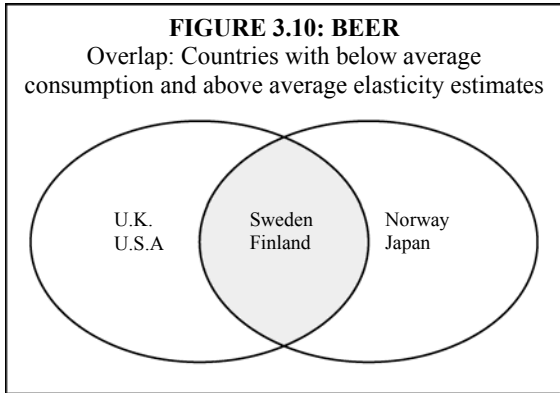 FIGURE 3.10: BEER
Overlap: Countries with below average
consumption and above average elasticity estimates
U.K.
U.S.A
Sweden
Finland
Norway
Japan